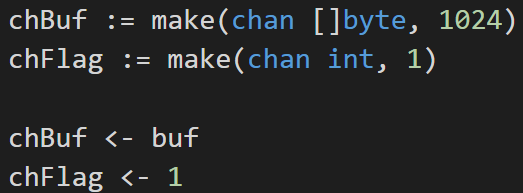 chBuf := make(chan []byte, 1024)
chFlag := make(chan int, 1)
chBuf <- buf
chFlag <- 1